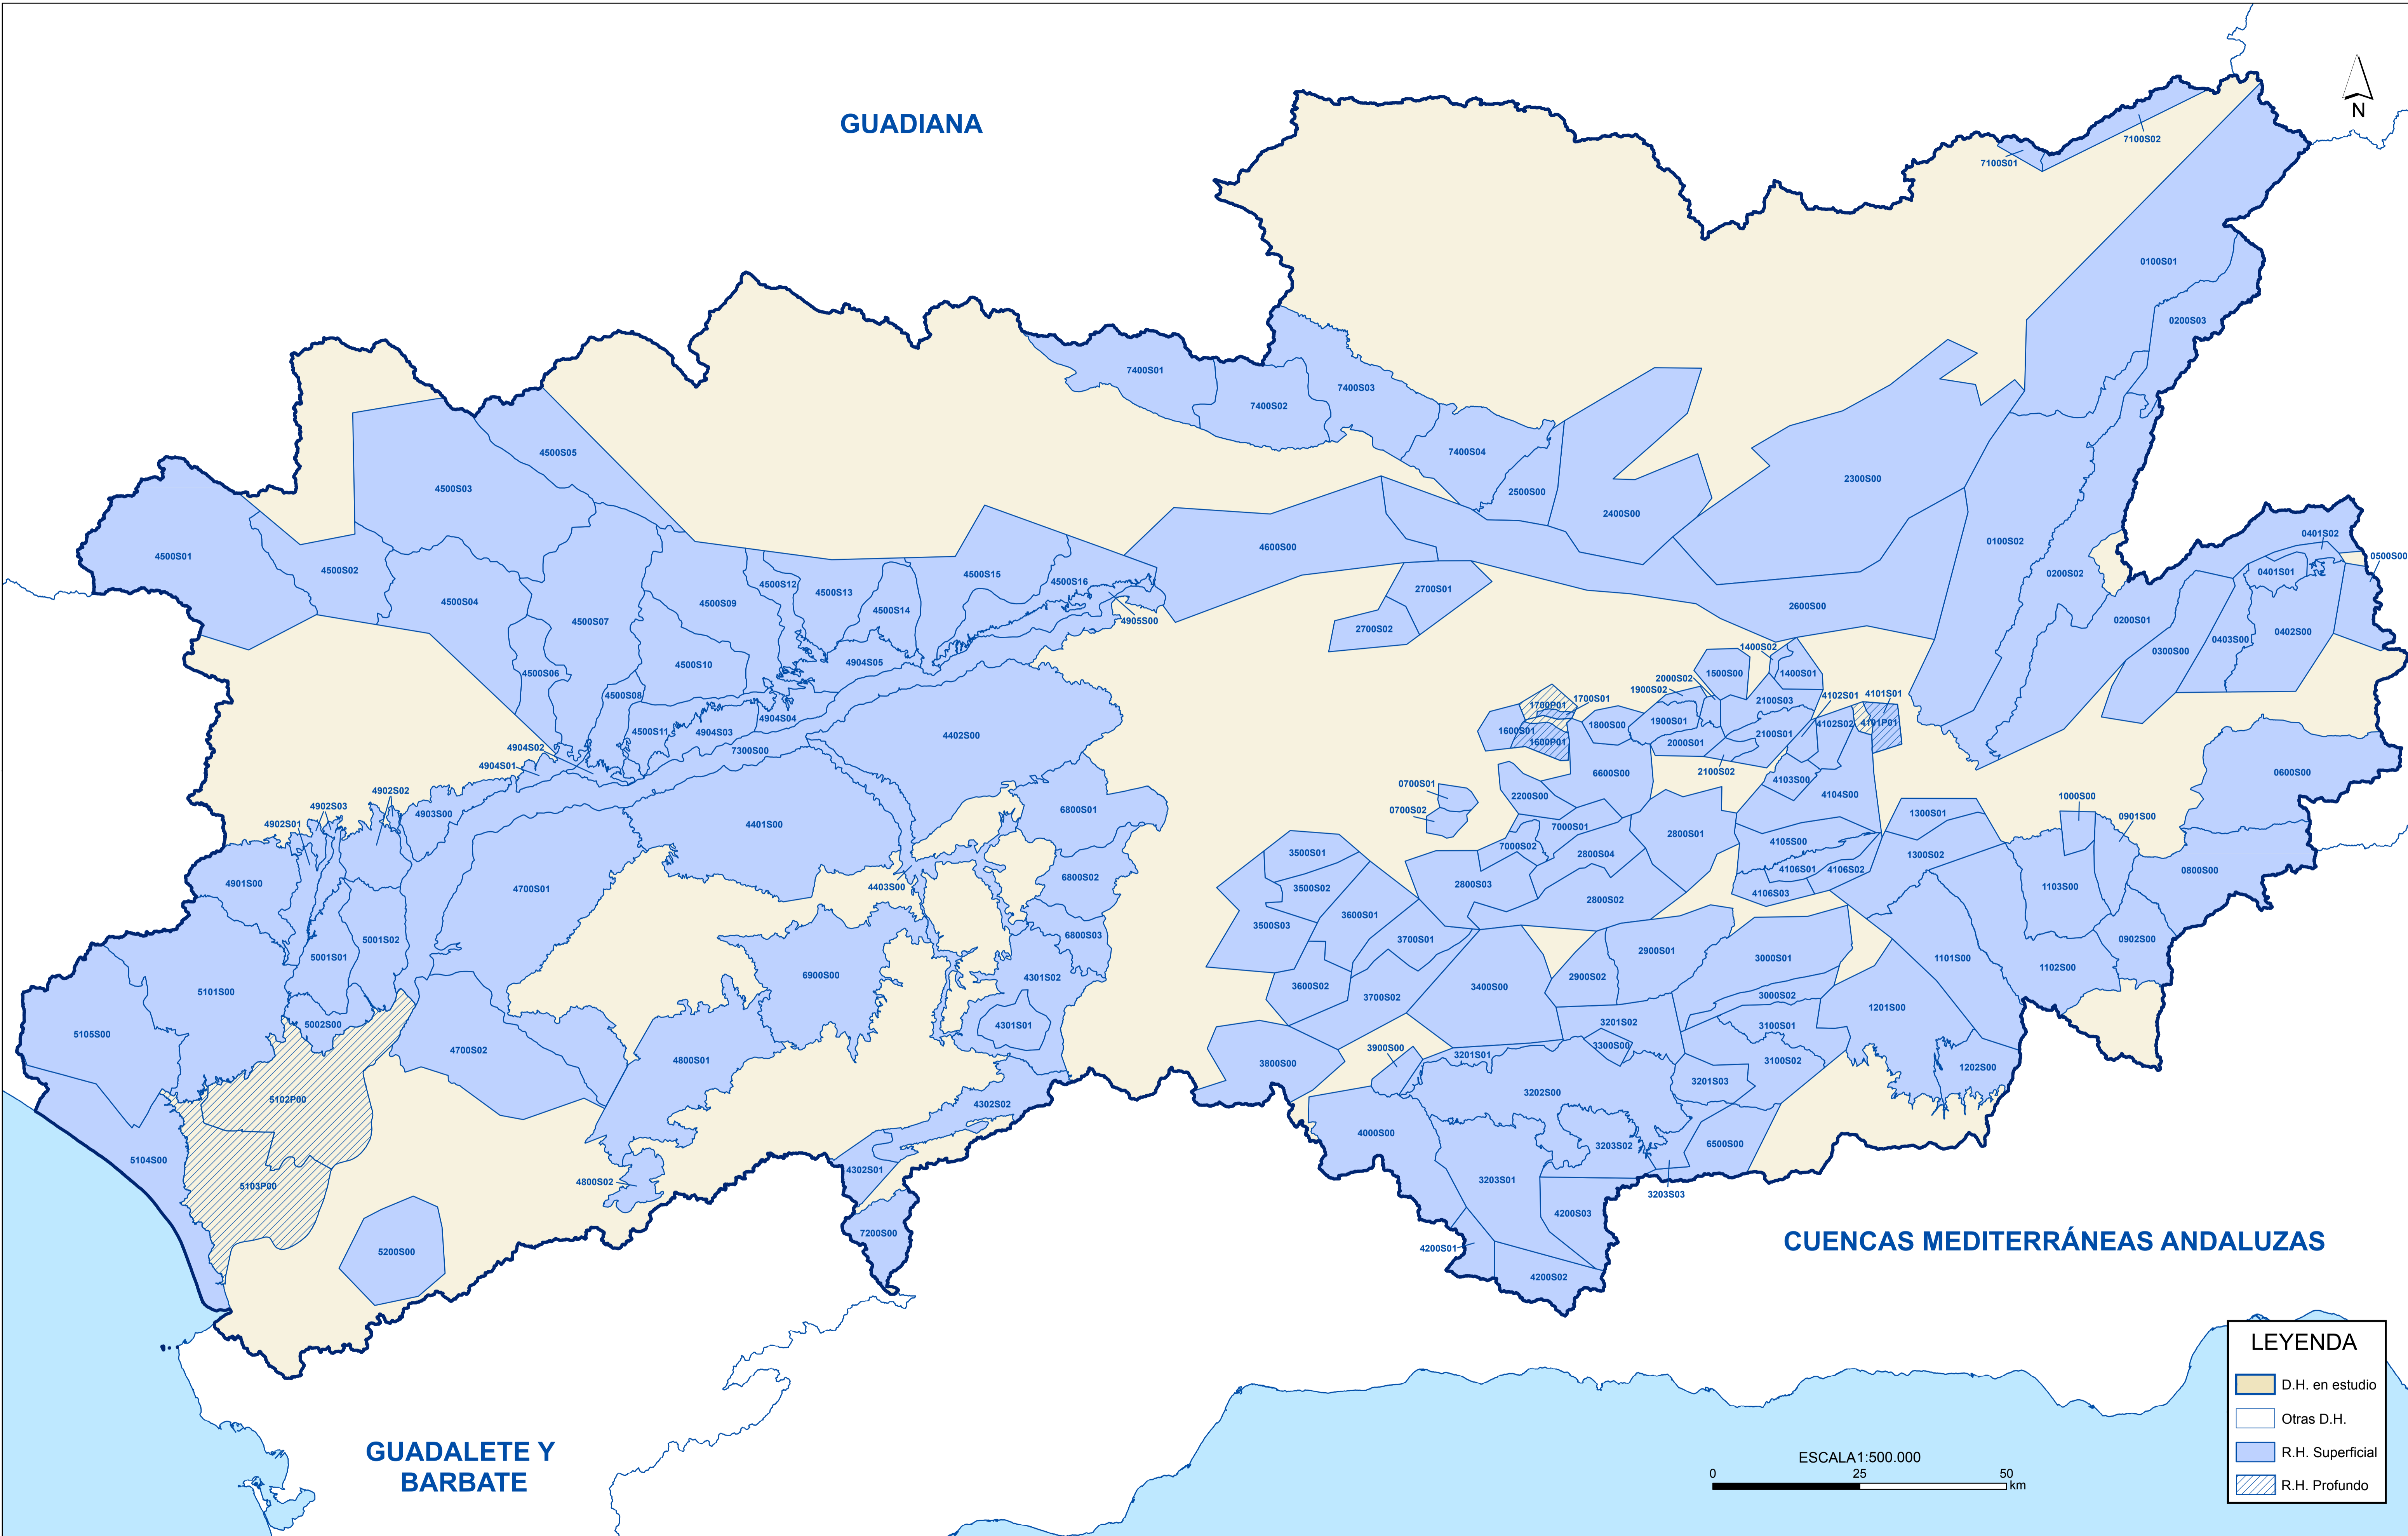 GUADIANA
N
7100S02
7100S01
0100S01
0200S03
7400S01
7400S03
7400S02
7400S04
4500S05
4500S03
2300S00
2500S00
2400S00
4500S01
4500S02
4600S00
0100S02
0401S02
0500S00
0401S01
0200S02
4500S04
4500S09
4500S12
4500S13
4500S15
4500S16
4500S14
4905S00
2700S01
2700S02
2600S00
0200S01
0402S00
0403S00
0300S00
4500S07
4500S10
4904S05
4500S06
4500S08
1400S02
1500S00
1400S01
2000S02
1900S02
2100S03
4102S01
4101S01
1700S01
1700P01
1800S00
1900S01
4102S02
4101P01
4500S11
4904S04
4904S03
4402S00
1600S01
1600P01
2000S01
2100S01
2100S02
4904S02
4904S01
7300S00
6600S00
4103S00
4104S00
0600S00
0700S01
0700S02
2200S00
4902S02
4902S03
4902S01
4903S00
6800S01
4401S00
7000S01
2800S01
1300S01
1000S00
0901S00
7000S02
2800S04
4105S00
1300S02
3500S01
4106S01
4106S02
4106S03
0800S00
4901S00
4700S01
4403S00
6800S02
3500S02
2800S03
2800S02
1103S00
3500S03
3600S01
5001S02
6800S03
3700S01
0902S00
5001S01
6900S00
4301S02
2900S01
2900S02
3000S01
1101S00
1102S00
5101S00
3600S02
3700S02
3400S00
3000S02
1201S00
5105S00
5002S00
4301S01
3201S02
3100S01
4700S02
4800S01
3900S00
3300S00
3800S00
3201S01
3100S02
1202S00
3201S03
3202S00
5102P00
4302S02
4000S00
3203S02
6500S00
5104S00
4302S01
3203S01
5103P00
4800S02
3203S03
4200S03
7200S00
5200S00
4200S01
4200S02
CUENCAS MEDITERRÁNEAS ANDALUZAS
LEYENDA
D.H. en estudio
Otras D.H.
R.H. Superficial
R.H. Profundo
GUADALETE Y
BARBATE
ESCALA1:500.000
0 25 50
km